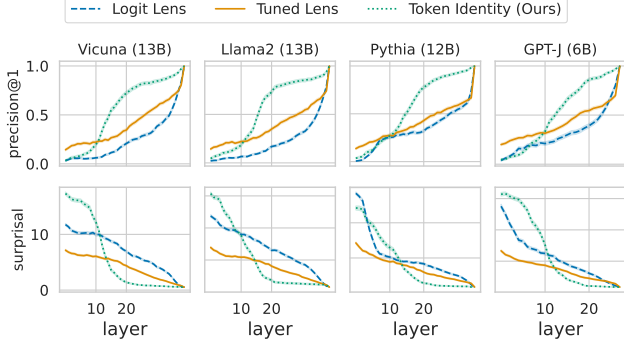 Logit Lens Tuned Lens Token Identity (Ours)
Vicuna (13B) Llama2 (13B) Pythia (12B) GPT-J (6B)
precision@1
1.0
0.5
0.0
surprisal
10
0
10 20 10 20 10 20 10 20
layer layer layer layer